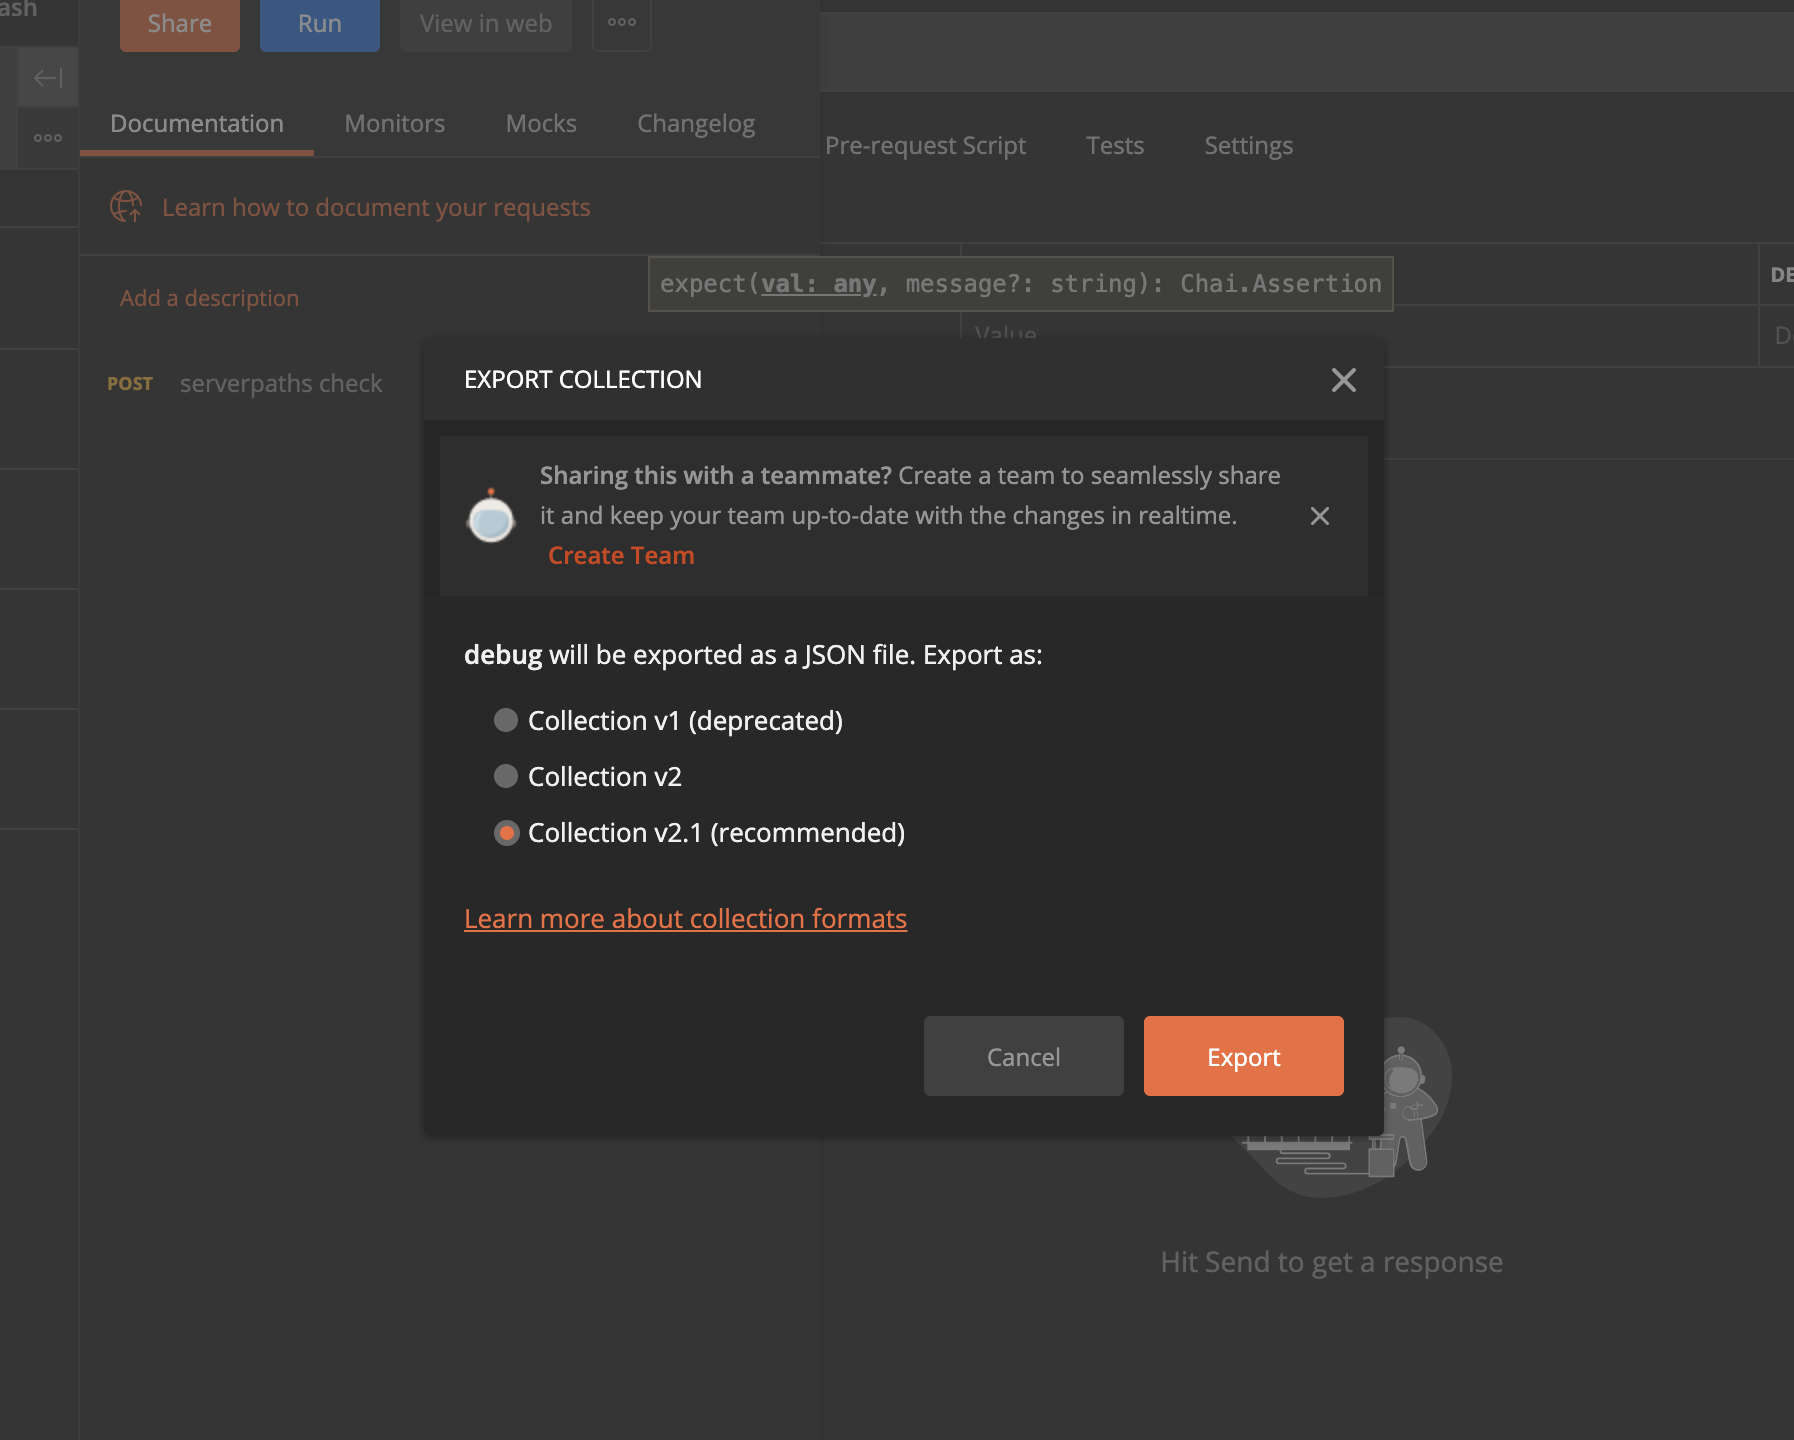 ash
Share
Run
View in web
Documentation
Monitors
Mocks
Changelog
Pre-request Script
Tests
Settings
Learn how to document your requests
Add a description
expect(val: any, message?: string): Chai.Assertion
DE
Value
POST serverpaths check
EXPORT COLLECTION
Sharing this with a teammate? Create a team to seamlessly share
it and keep your team up-to-date with the changes in realtime.
Create Team
debug will be exported as a JSON file. Export as:
Collection v1 (deprecated)
Collection v2
Collection v2.1 (recommended)
Learn more about collection formats
Cancel
Export
Hit Send to get a response